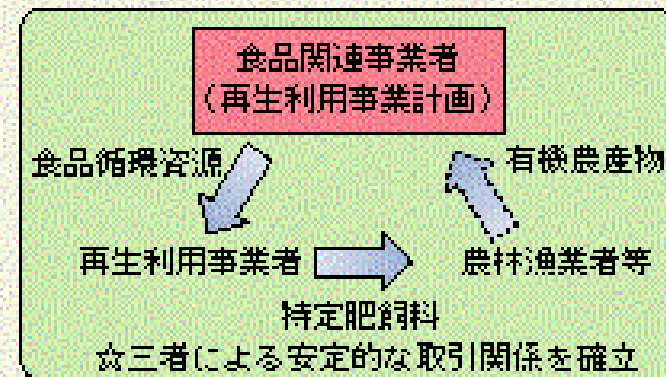 食品関連事業者
（再生利用事業計画）
食品循環資源
有機農産物
再生利用事業者
農林漁業者等
特定肥飼料
☆三者による安定的な取引関係を確立